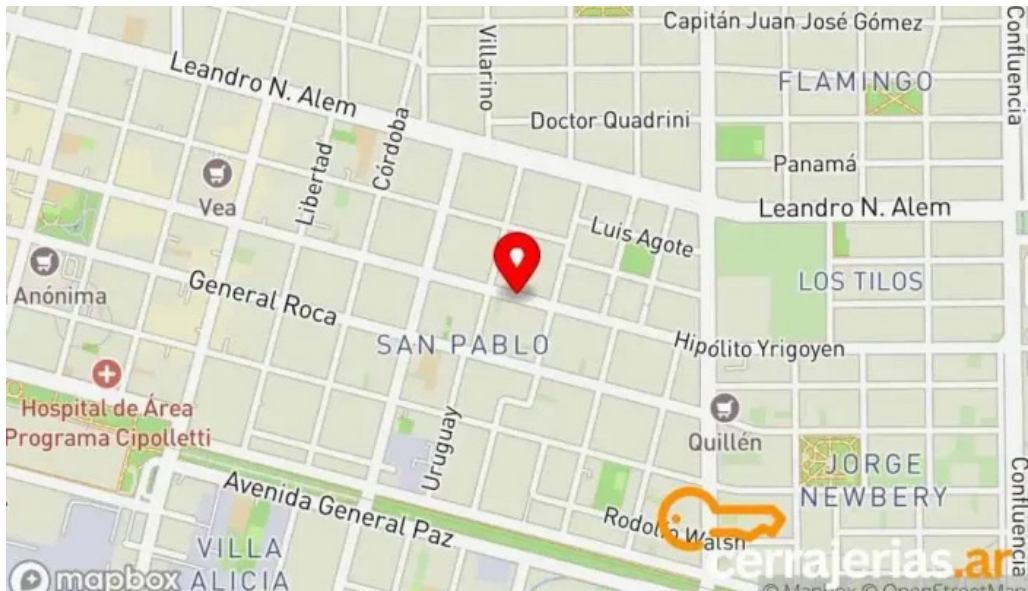 Capitán Juan José Gómez
Confluencia
Villarino
Leandro N. Alem
FLAMINGO
Doctor Quadrini
Córdoba
Libertad
Panamá
Vea
Leandro N. Alem
Luis Agote
Anónima
General Roca
LOS TILOS
SAN PABLO
Hipólito Yrigoyen
Hospital de Área
Programa Cipolletti
Uruguay
Quillén
JORGE
NEWBERY
Avenida General Paz
Rodolfo Walsh
Confluencia
VILLA
ALICIA
cerrajerias.ar
mapbox
© Mapbox © OpenStreetMap